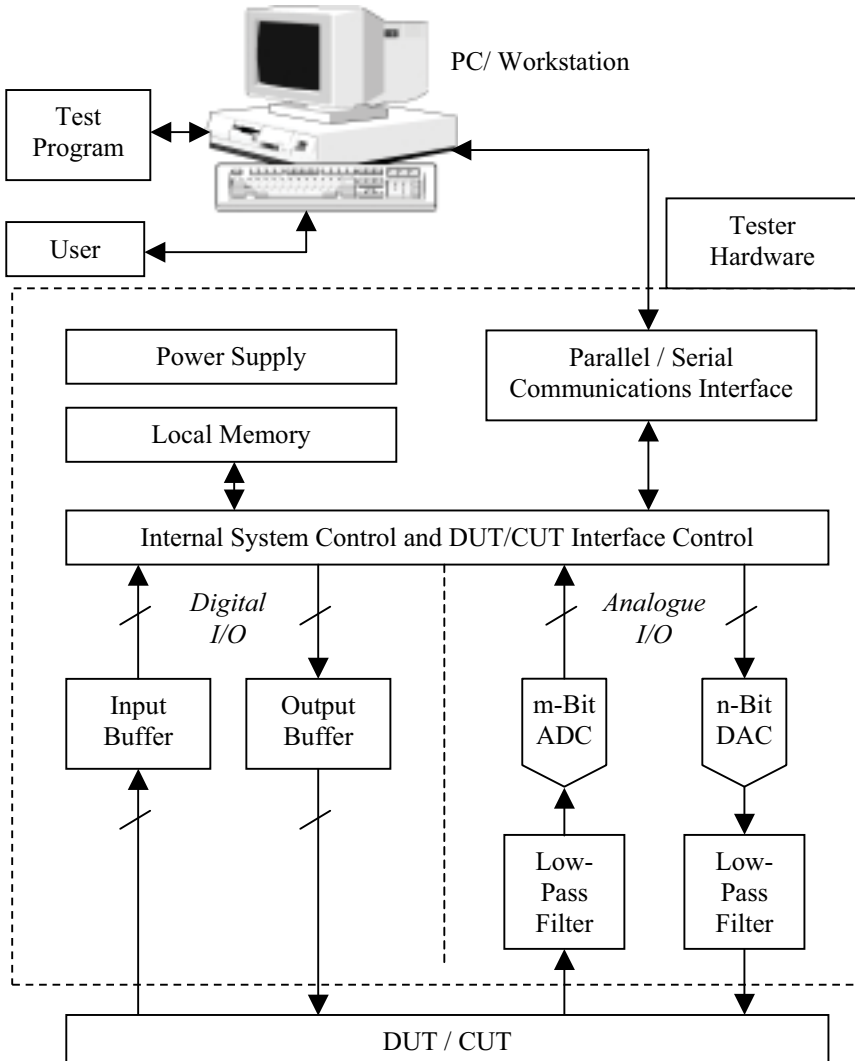 PC/ Workstation
Test
Program
User
Tester
Hardware
Power Supply
Parallel / Serial
Communications Interface
Local Memory
Internal System Control and DUT/CUT Interface Control
Digital
I/O
Analogue
I/O
Input
Buffer
Output
Buffer
m-Bit
ADC
n-Bit
DAC
Low-
Pass
Filter
Low-
Pass
Filter
DUT / CUT